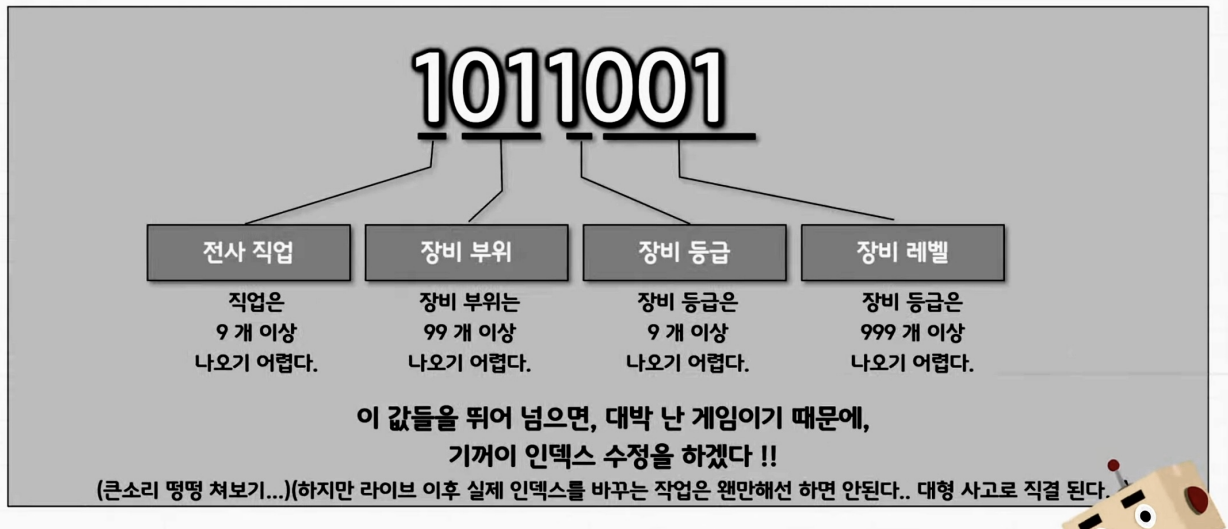 1011001
전사 직업
장비 부위
장비 등급
장비 레벨
직업은
9 개 이상
나오기 어렵다.
장비 부위는
99 개 이상
나오기 어렵다.
장비 등급은
9 개 이상
나오기 어렵다.
장비 등급은
999 개 이상
나오기 어렵다.
이 값들을 뛰어 넘으면, 대박 난 게임이기 때문에,
기꺼이 인덱스 수정을 하겠다 !!
(큰소리 떵떵 쳐보기...)(하지만 라이브 이후 실제 인덱스를 바꾸는 작업은 왠만해선 하면 안된다.. 대형 사고로 직결 된다.